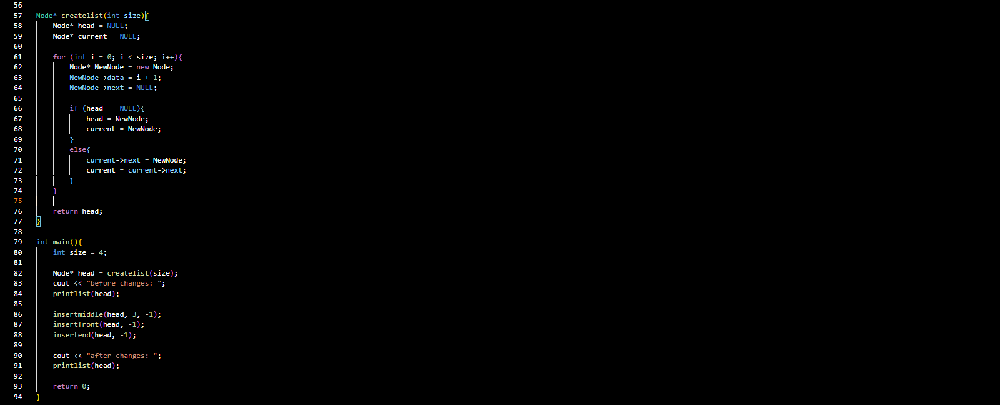 56
57 Node* createlist(int size){
58     Node* head = NULL;
59     Node* current = NULL;
60
61     for (int i = 0; i < size; i++){
62         Node* NewNode = new Node;
63         NewNode->data = i + 1;
64         NewNode->next = NULL;
65
66         if (head == NULL){
67             head = NewNode;
68             current = NewNode;
69         }
70         else{
71             current->next = NewNode;
72             current = current->next;
73         }
74     }
75
76     return head;
77 }
78
79 int main(){
80     int size = 4;
81
82     Node* head = createlist(size);
83     cout << "before changes: ";
84     printlist(head);
85
86     insertmiddle(head, 3, -1);
87     insertfront(head, -1);
88     insertend(head, -1);
89
90     cout << "after changes: ";
91     printlist(head);
92
93     return 0;
94 }